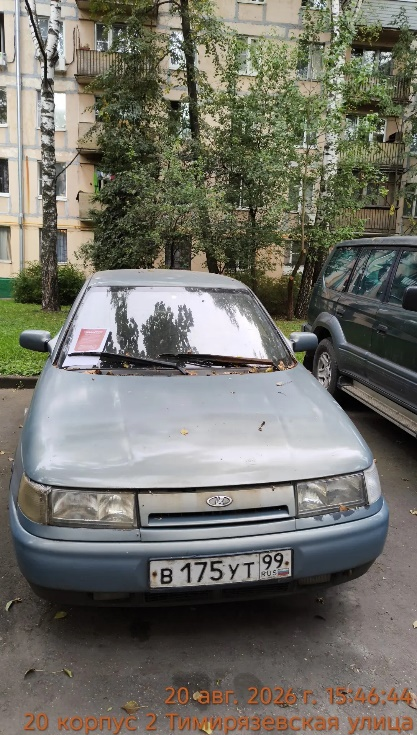 В 175 УТ 99
RUS
20 авг. 2026 г. 15:46:44
20 корпус 2 Тимирязевская улица